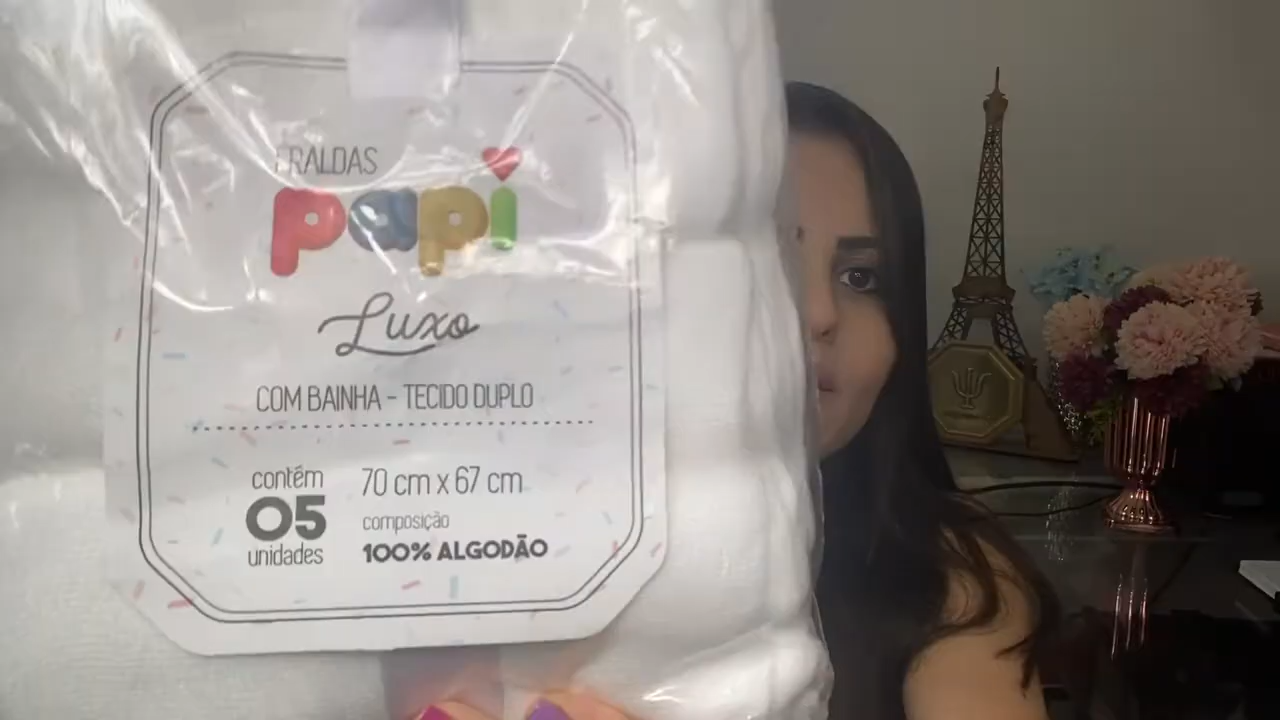 FRALDAS
papi
Luxo
COM BAINHA - TECIDO DUPLO
contém
05
unidades
70 cm x 67 cm
composição
100% ALGODÃO